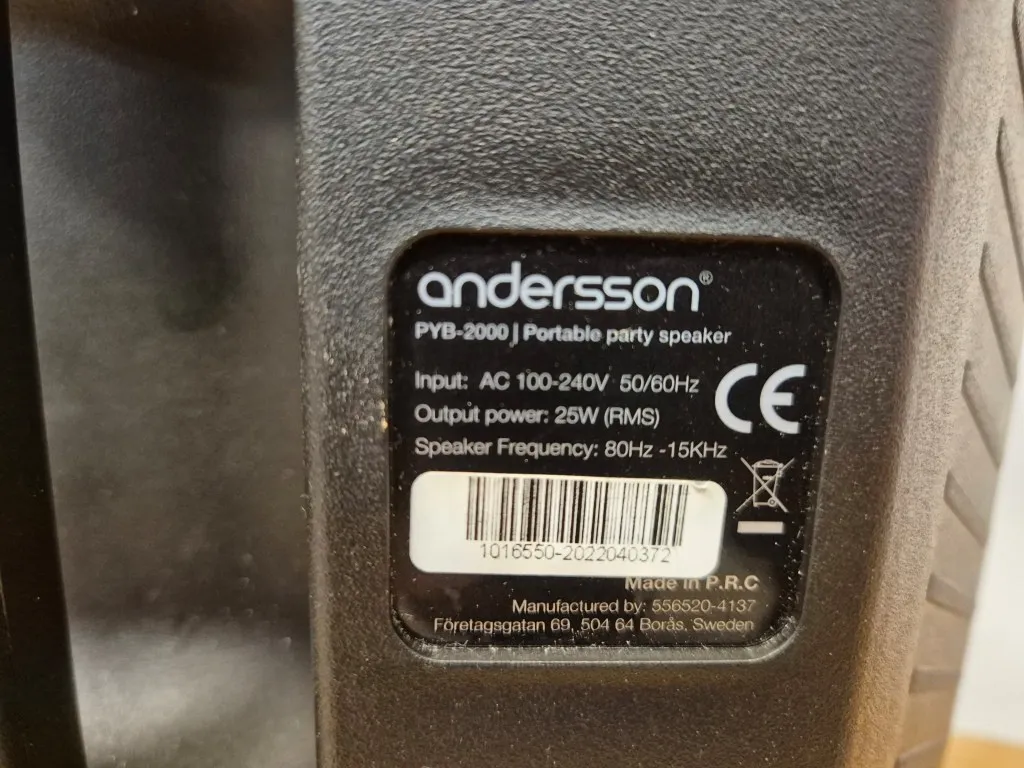 andersson®
PYB-2000 | Portable party speaker
Input: AC 100-240V 50/60Hz
Output power: 25W (RMS)
Speaker Frequency: 80Hz -15KHz
CE
1016550-2022040372
Made in P.R.C
Manufactured by: 556520-4137
Företagsgatan 69, 504 64 Borås, Sweden